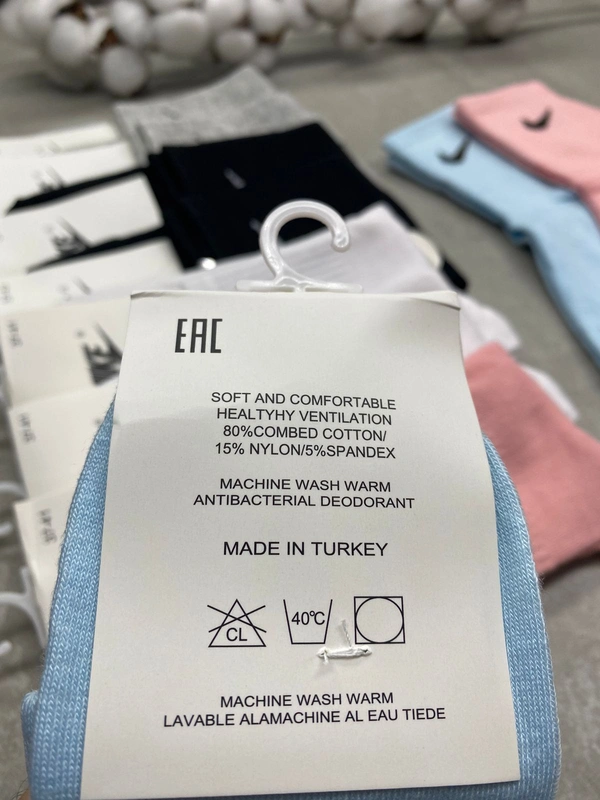 EAC
SOFT AND COMFORTABLE
HEALTYHY VENTILATION
80%COMBED COTTON/
15% NYLON/5%SPANDEX
MACHINE WASH WARM
ANTIBACTERIAL DEODORANT
MADE IN TURKEY
CL
40°C
MACHINE WASH WARM
LAVABLE ALAMACHINE AL EAU TIEDE